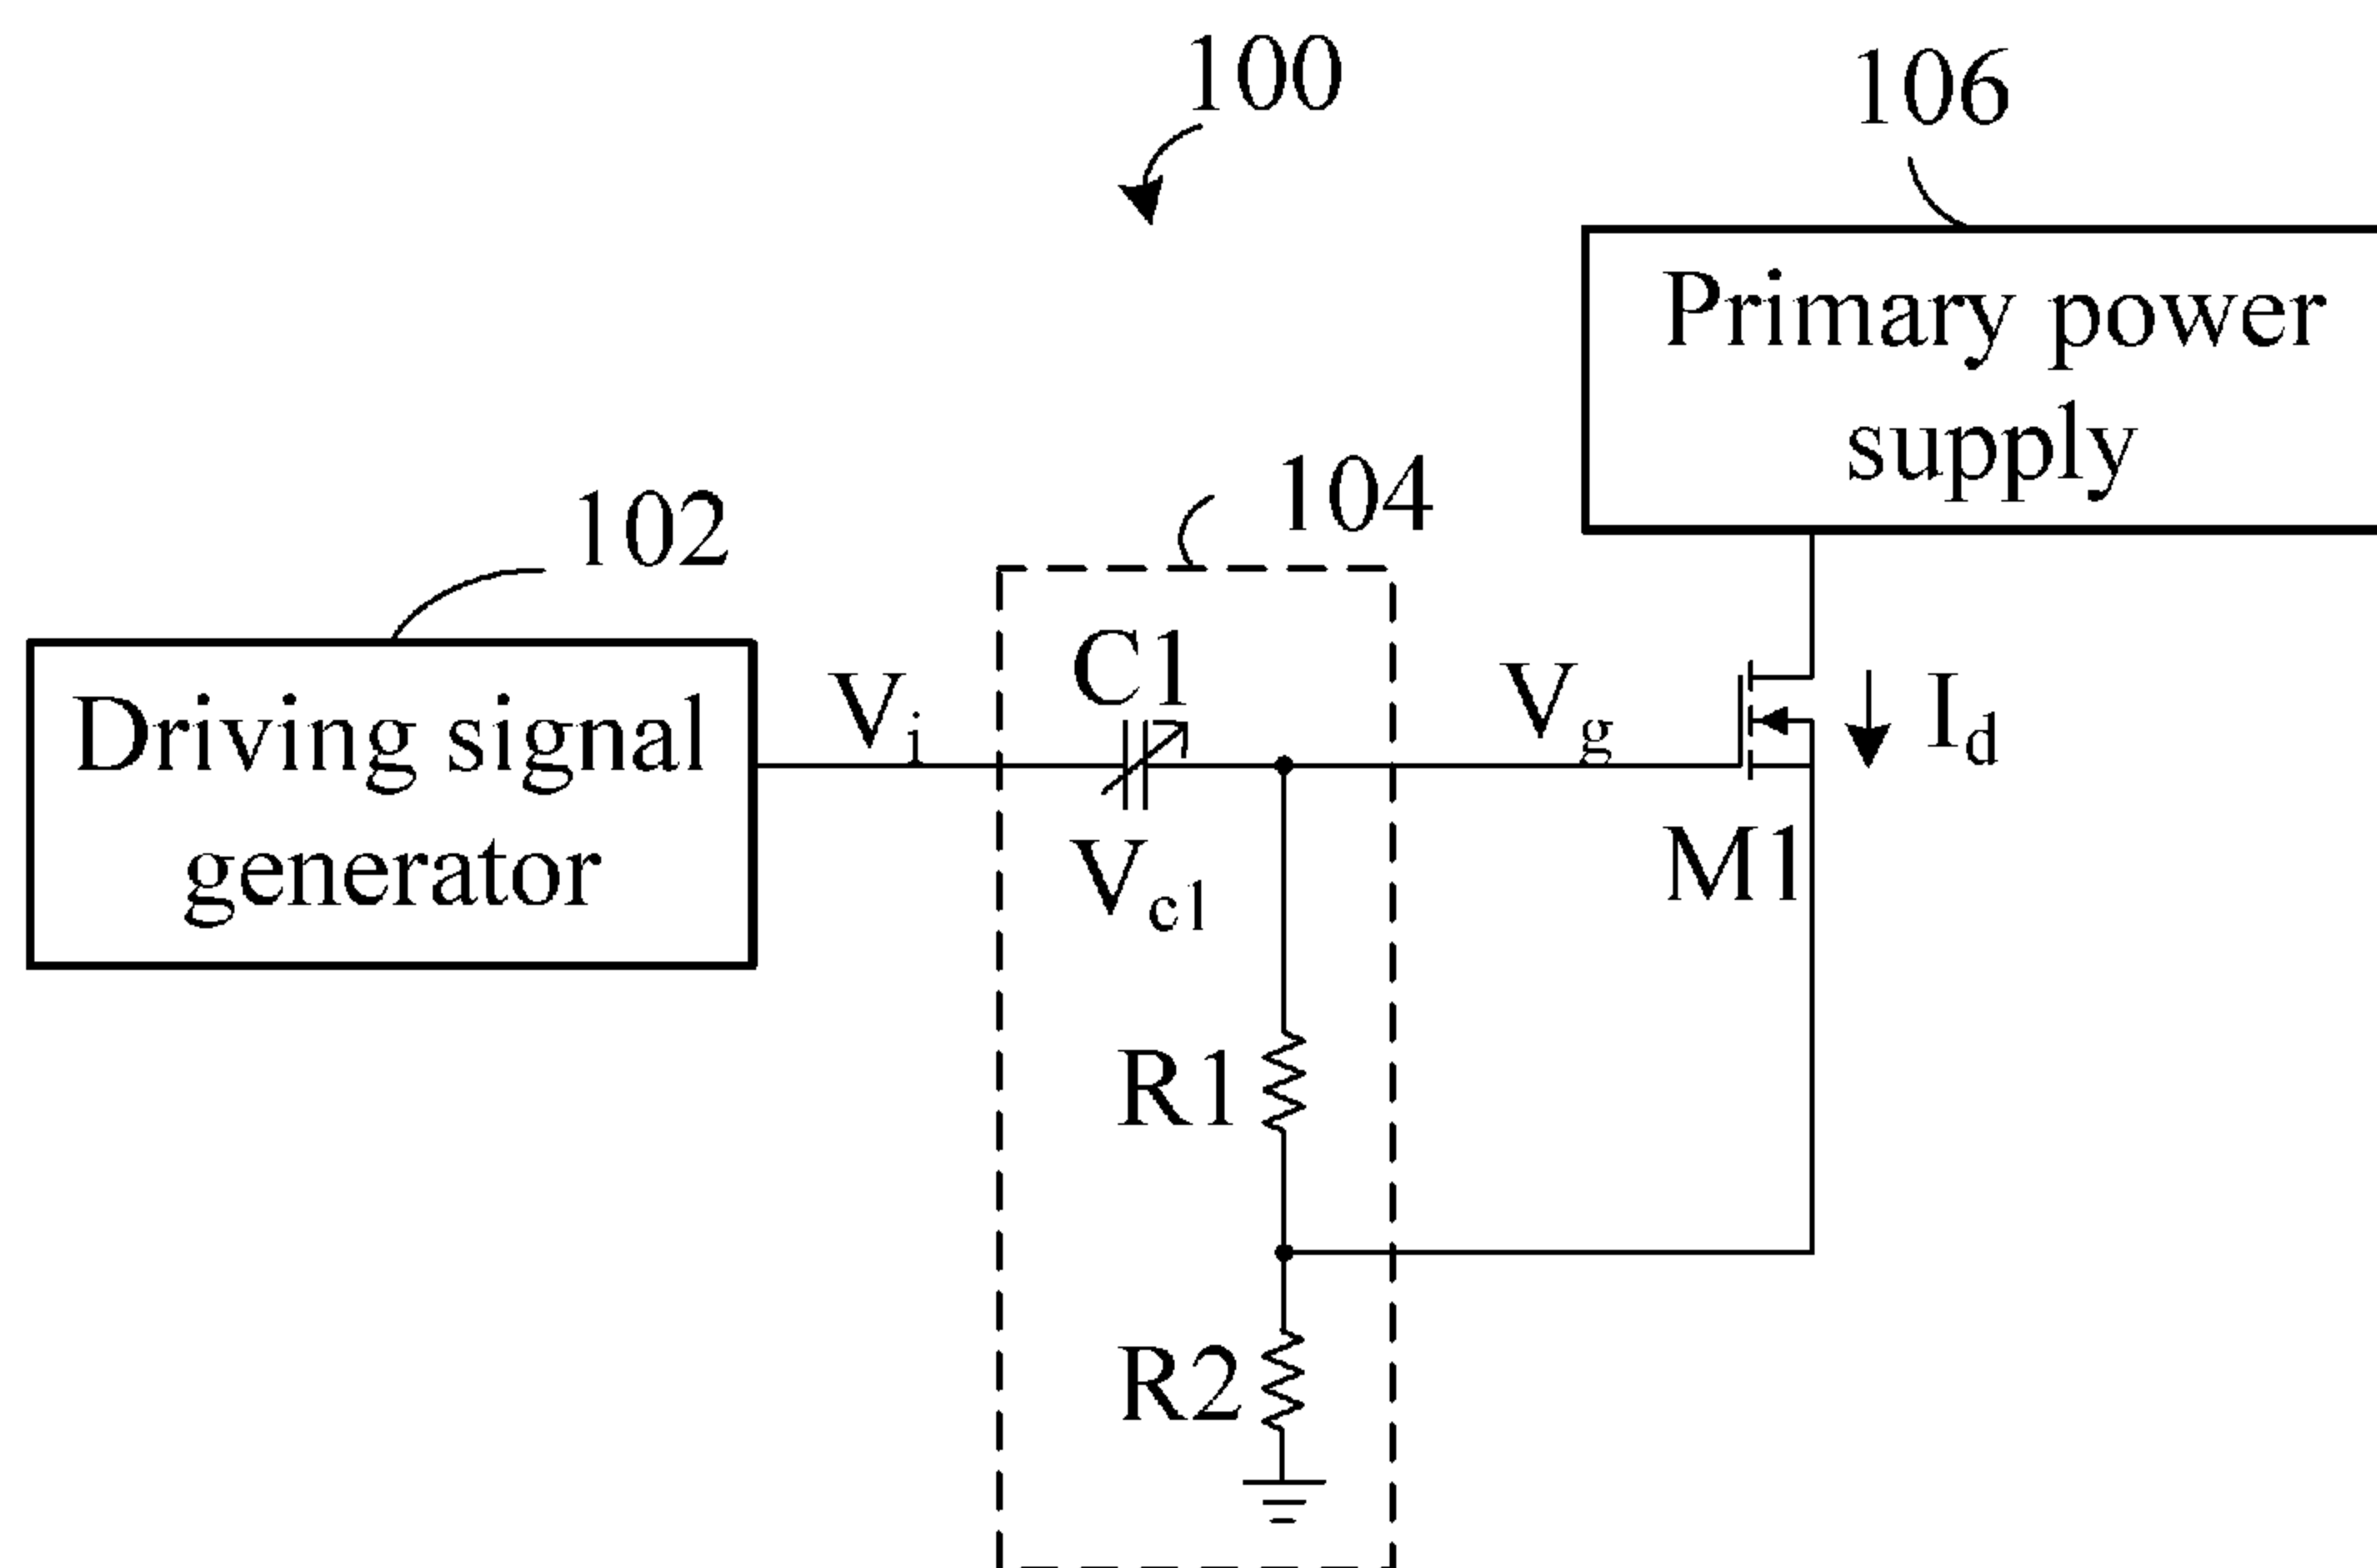 100
106
Primary power
supply
104
102
C1
Driving signal
generator
Vi
Vg
Id
Vc1
M1
R1
R2